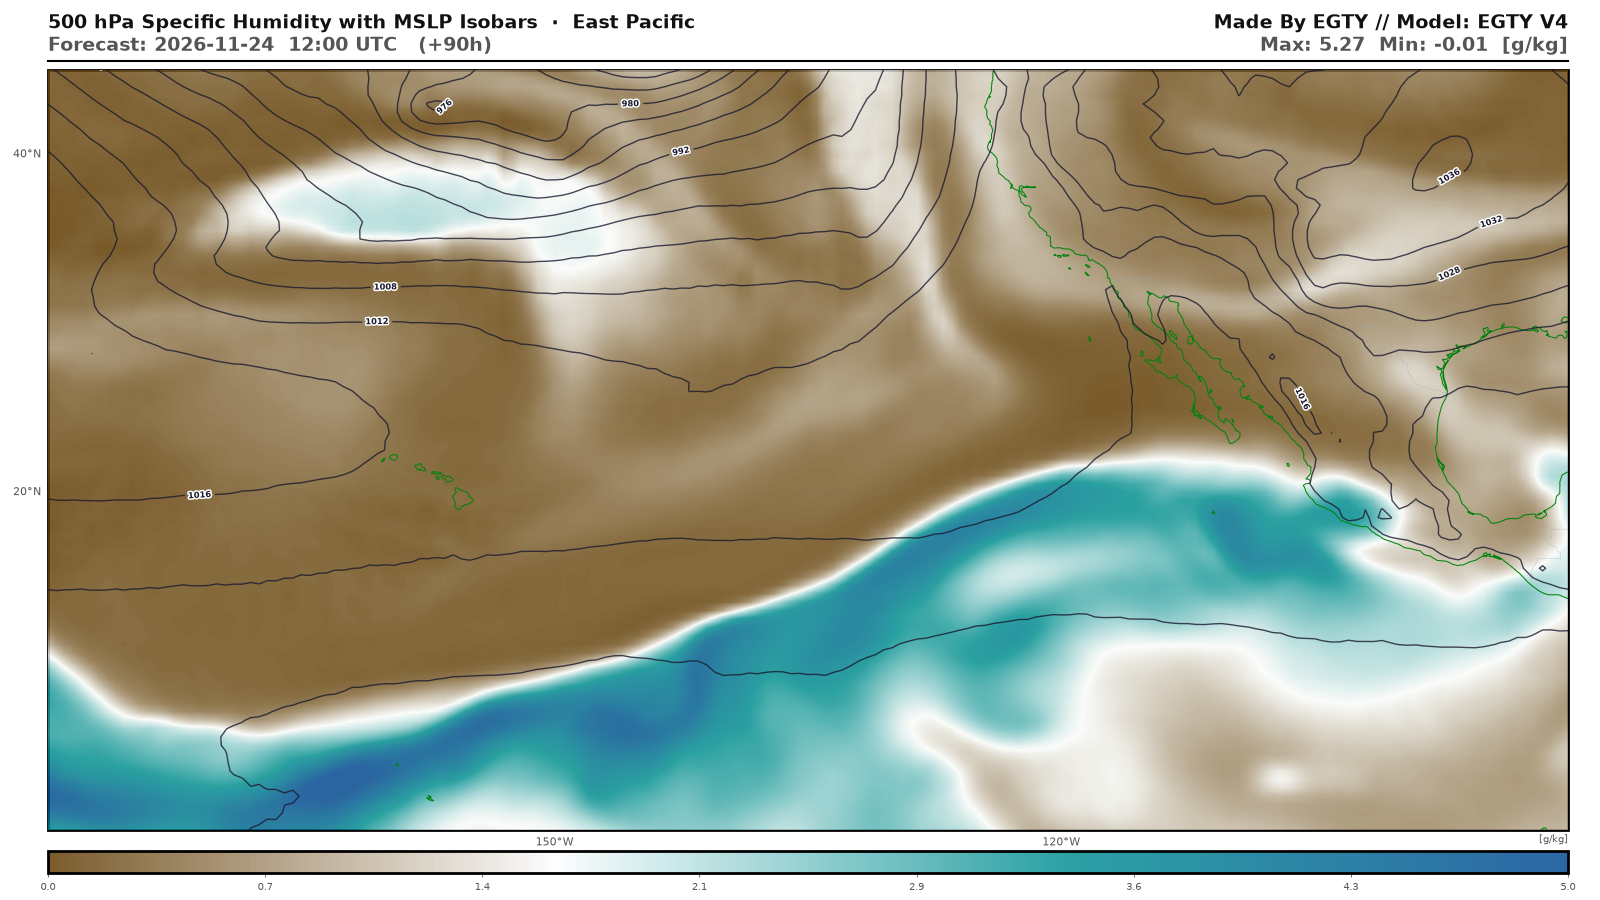 500 hPa Specific Humidity with MSLP Isobars · East Pacific
Made By EGTY // Model: EGTY V4
Forecast: 2026-11-24 12:00 UTC (+90h)
Max: 5.27 Min: -0.01 [g/kg]
976
980
40°N
992
1036
1032
1028
1008
1012
1016
20°N
1016
150°W
120°W
[g/kg]
0.0
0.7
1.4
2.1
2.9
3.6
4.3
5.0